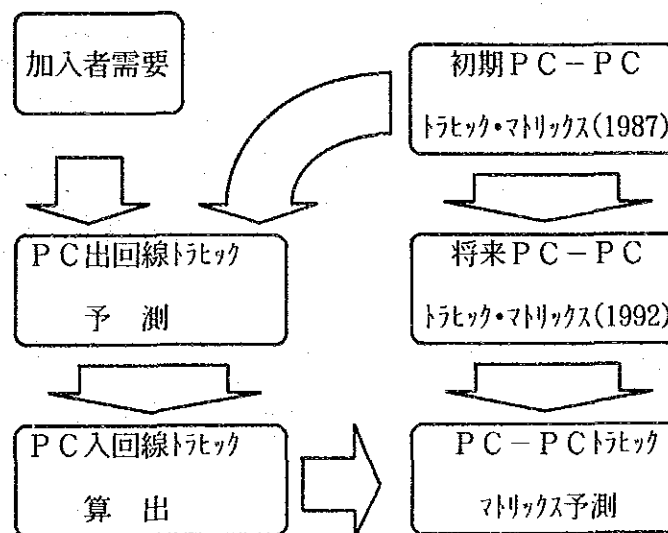 加入者需要
初期ＰＣ－ＰＣ
ﾄﾗﾋｯｸ・ﾏﾄﾘｯｸｽ(1987)
ＰＣ出回線ﾄﾗﾋｯｸ
予　測
将来ＰＣ－ＰＣ
ﾄﾗﾋｯｸ・ﾏﾄﾘｯｸｽ(1992)
ＰＣ入回線ﾄﾗﾋｯｸ
算　出
ＰＣ－ＰＣﾄﾗﾋｯｸ
ﾏﾄﾘｯｸｽ予測